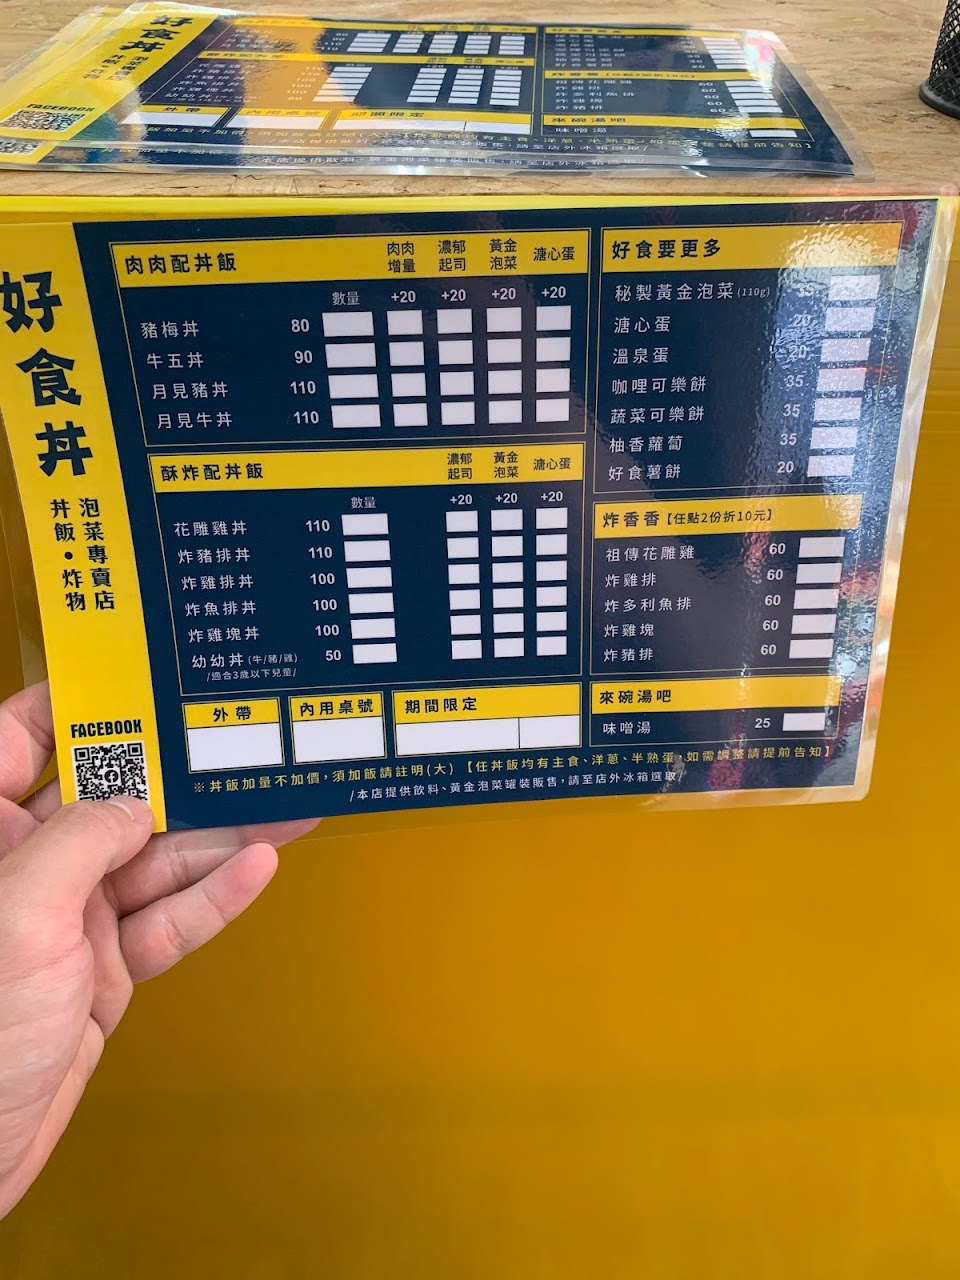 好食丼
泡菜專賣店
丼飯・炸物
FACEBOOK
肉肉配丼飯 肉肉增量 濃郁起司 黃金泡菜 溏心蛋
數量 +20 +20 +20 +20
豬梅丼 80
牛五丼 90
月見豬丼 110
月見牛丼 110
酥炸配丼飯 濃郁起司 黃金泡菜 溏心蛋
數量 +20 +20 +20
花雕雞丼 110
炸豬排丼 110
炸雞排丼 100
炸魚排丼 100
炸雞塊丼 100
幼幼丼(牛/豬/雞) 50
/適合3歲以下兒童/
外帶
內用桌號
期間限定
好食要更多
秘製黃金泡菜(110g) 35
溏心蛋 20
溫泉蛋 20
咖哩可樂餅 35
蔬菜可樂餅 35
柚香蘿蔔 35
好食薯餅 20
炸香香【任點2份折10元】
祖傳花雕雞 60
炸雞排 60
炸多利魚排 60
炸雞塊 60
炸豬排 60
來碗湯吧
味噌湯 25
※丼飯加量不加價，須加飯請註明(大)【任丼飯均有主食、洋蔥、半熟蛋,如需調整請提前告知】
/本店提供飲料、黃金泡菜罐裝販售，請至店外冰箱選取/